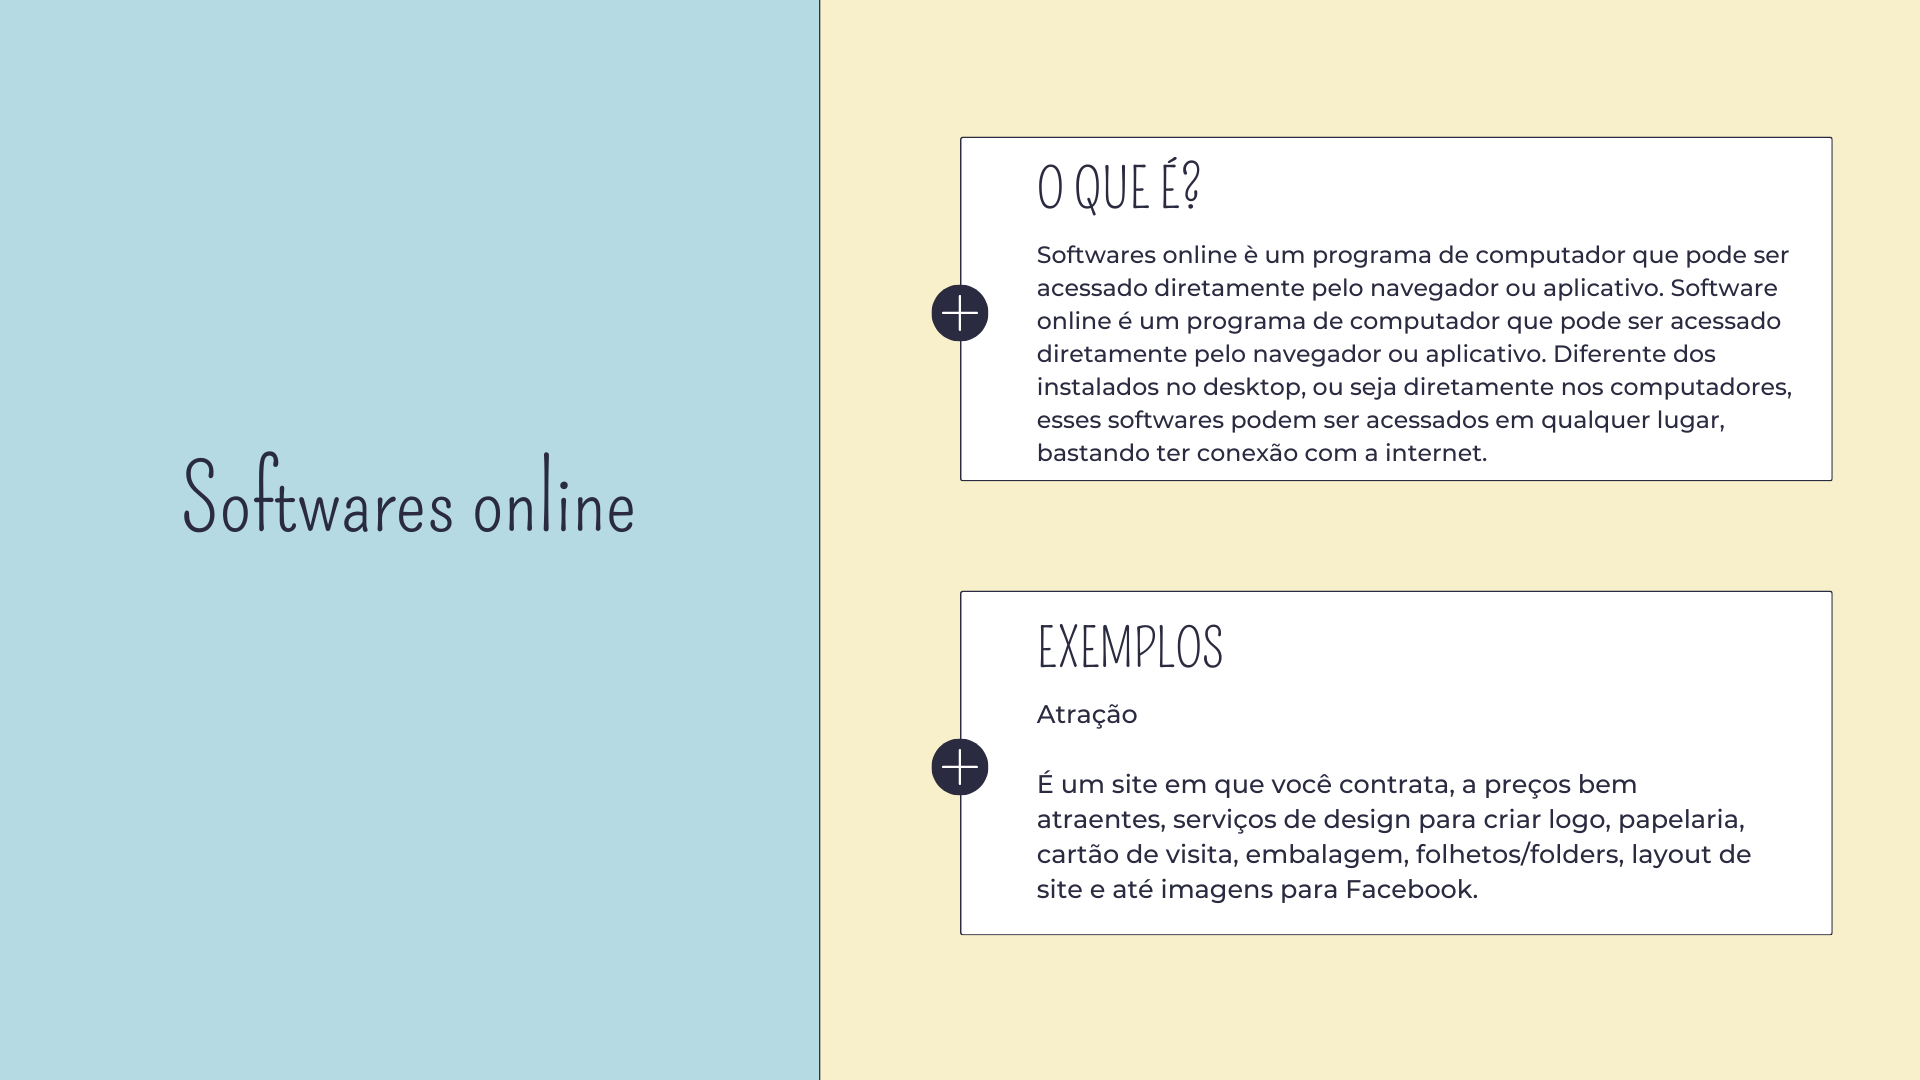 Softwares online
O QUE É?
Softwares online è um programa de computador que pode ser
acessado diretamente pelo navegador ou aplicativo. Software
online é um programa de computador que pode ser acessado
diretamente pelo navegador ou aplicativo. Diferente dos
instalados no desktop, ou seja diretamente nos computadores,
esses softwares podem ser acessados em qualquer lugar,
bastando ter conexão com a internet.
EXEMPLOS
Atração
É um site em que você contrata, a preços bem
atraentes, serviços de design para criar logo, papelaria,
cartão de visita, embalagem, folhetos/folders, layout de
site e até imagens para Facebook.